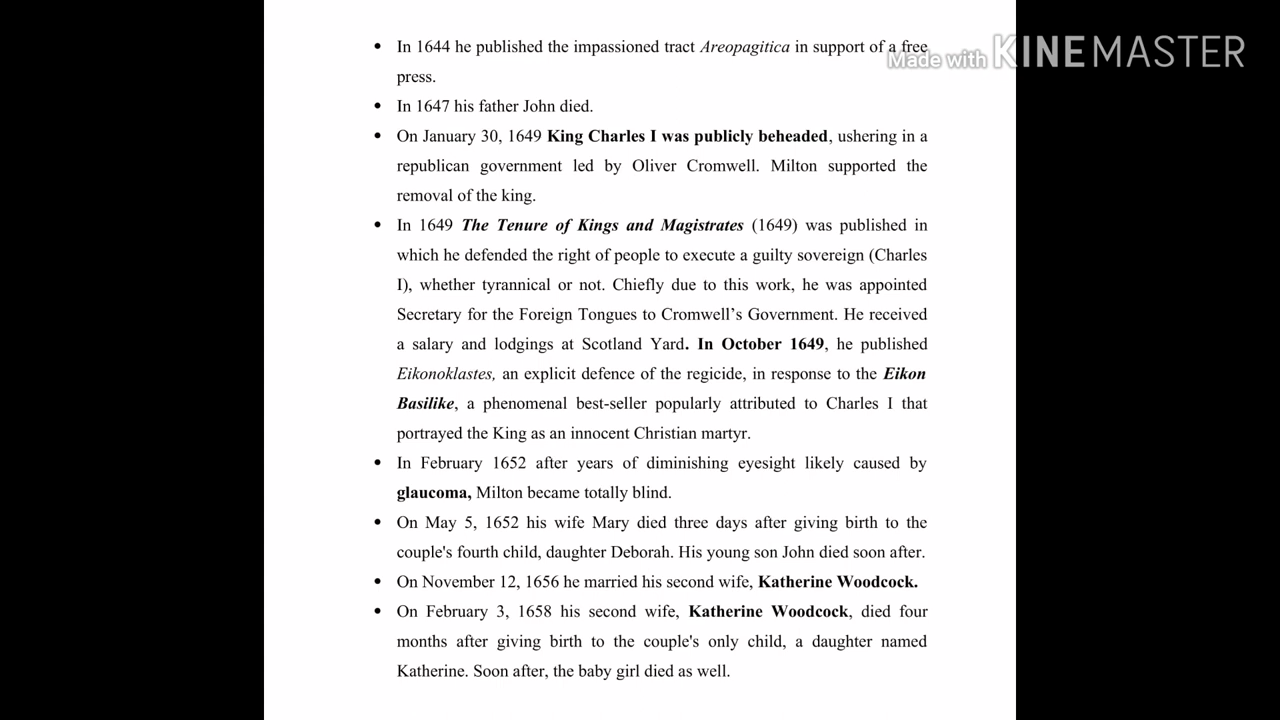 Made with KINEMASTER
• In 1644 he published the impassioned tract Areopagitica in support of a free
press.
• In 1647 his father John died.
• On January 30, 1649 King Charles I was publicly beheaded, ushering in a
republican government led by Oliver Cromwell. Milton supported the
removal of the king.
• In 1649 The Tenure of Kings and Magistrates (1649) was published in
which he defended the right of people to execute a guilty sovereign (Charles
I), whether tyrannical or not. Chiefly due to this work, he was appointed
Secretary for the Foreign Tongues to Cromwell’s Government. He received
a salary and lodgings at Scotland Yard. In October 1649, he published
Eikonoklastes, an explicit defence of the regicide, in response to the Eikon
Basilike, a phenomenal best-seller popularly attributed to Charles I that
portrayed the King as an innocent Christian martyr.
• In February 1652 after years of diminishing eyesight likely caused by
glaucoma, Milton became totally blind.
• On May 5, 1652 his wife Mary died three days after giving birth to the
couple's fourth child, daughter Deborah. His young son John died soon after.
• On November 12, 1656 he married his second wife, Katherine Woodcock.
• On February 3, 1658 his second wife, Katherine Woodcock, died four
months after giving birth to the couple's only child, a daughter named
Katherine. Soon after, the baby girl died as well.